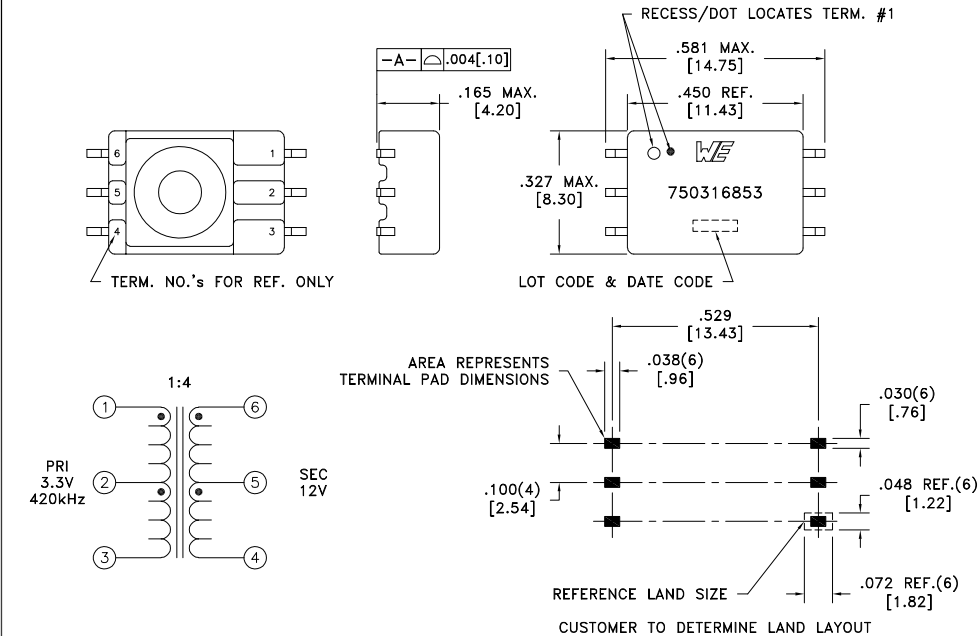 RECESS/DOT LOCATES TERM. #1
-A- ⌓ .004[.10]
.165 MAX.
[4.20]
.581 MAX.
[14.75]
.450 REF.
[11.43]
6
1
5
2
4
3
.327 MAX.
[8.30]
WE
750316853
TERM. NO.'s FOR REF. ONLY
LOT CODE & DATE CODE
.529
[13.43]
AREA REPRESENTS
TERMINAL PAD DIMENSIONS
.038(6)
[.96]
.030(6)
[.76]
.100(4)
[2.54]
.048 REF.(6)
[1.22]
.072 REF.(6)
[1.82]
REFERENCE LAND SIZE
CUSTOMER TO DETERMINE LAND LAYOUT
1:4
1
6
PRI
3.3V
420kHz
2
5
SEC
12V
3
4